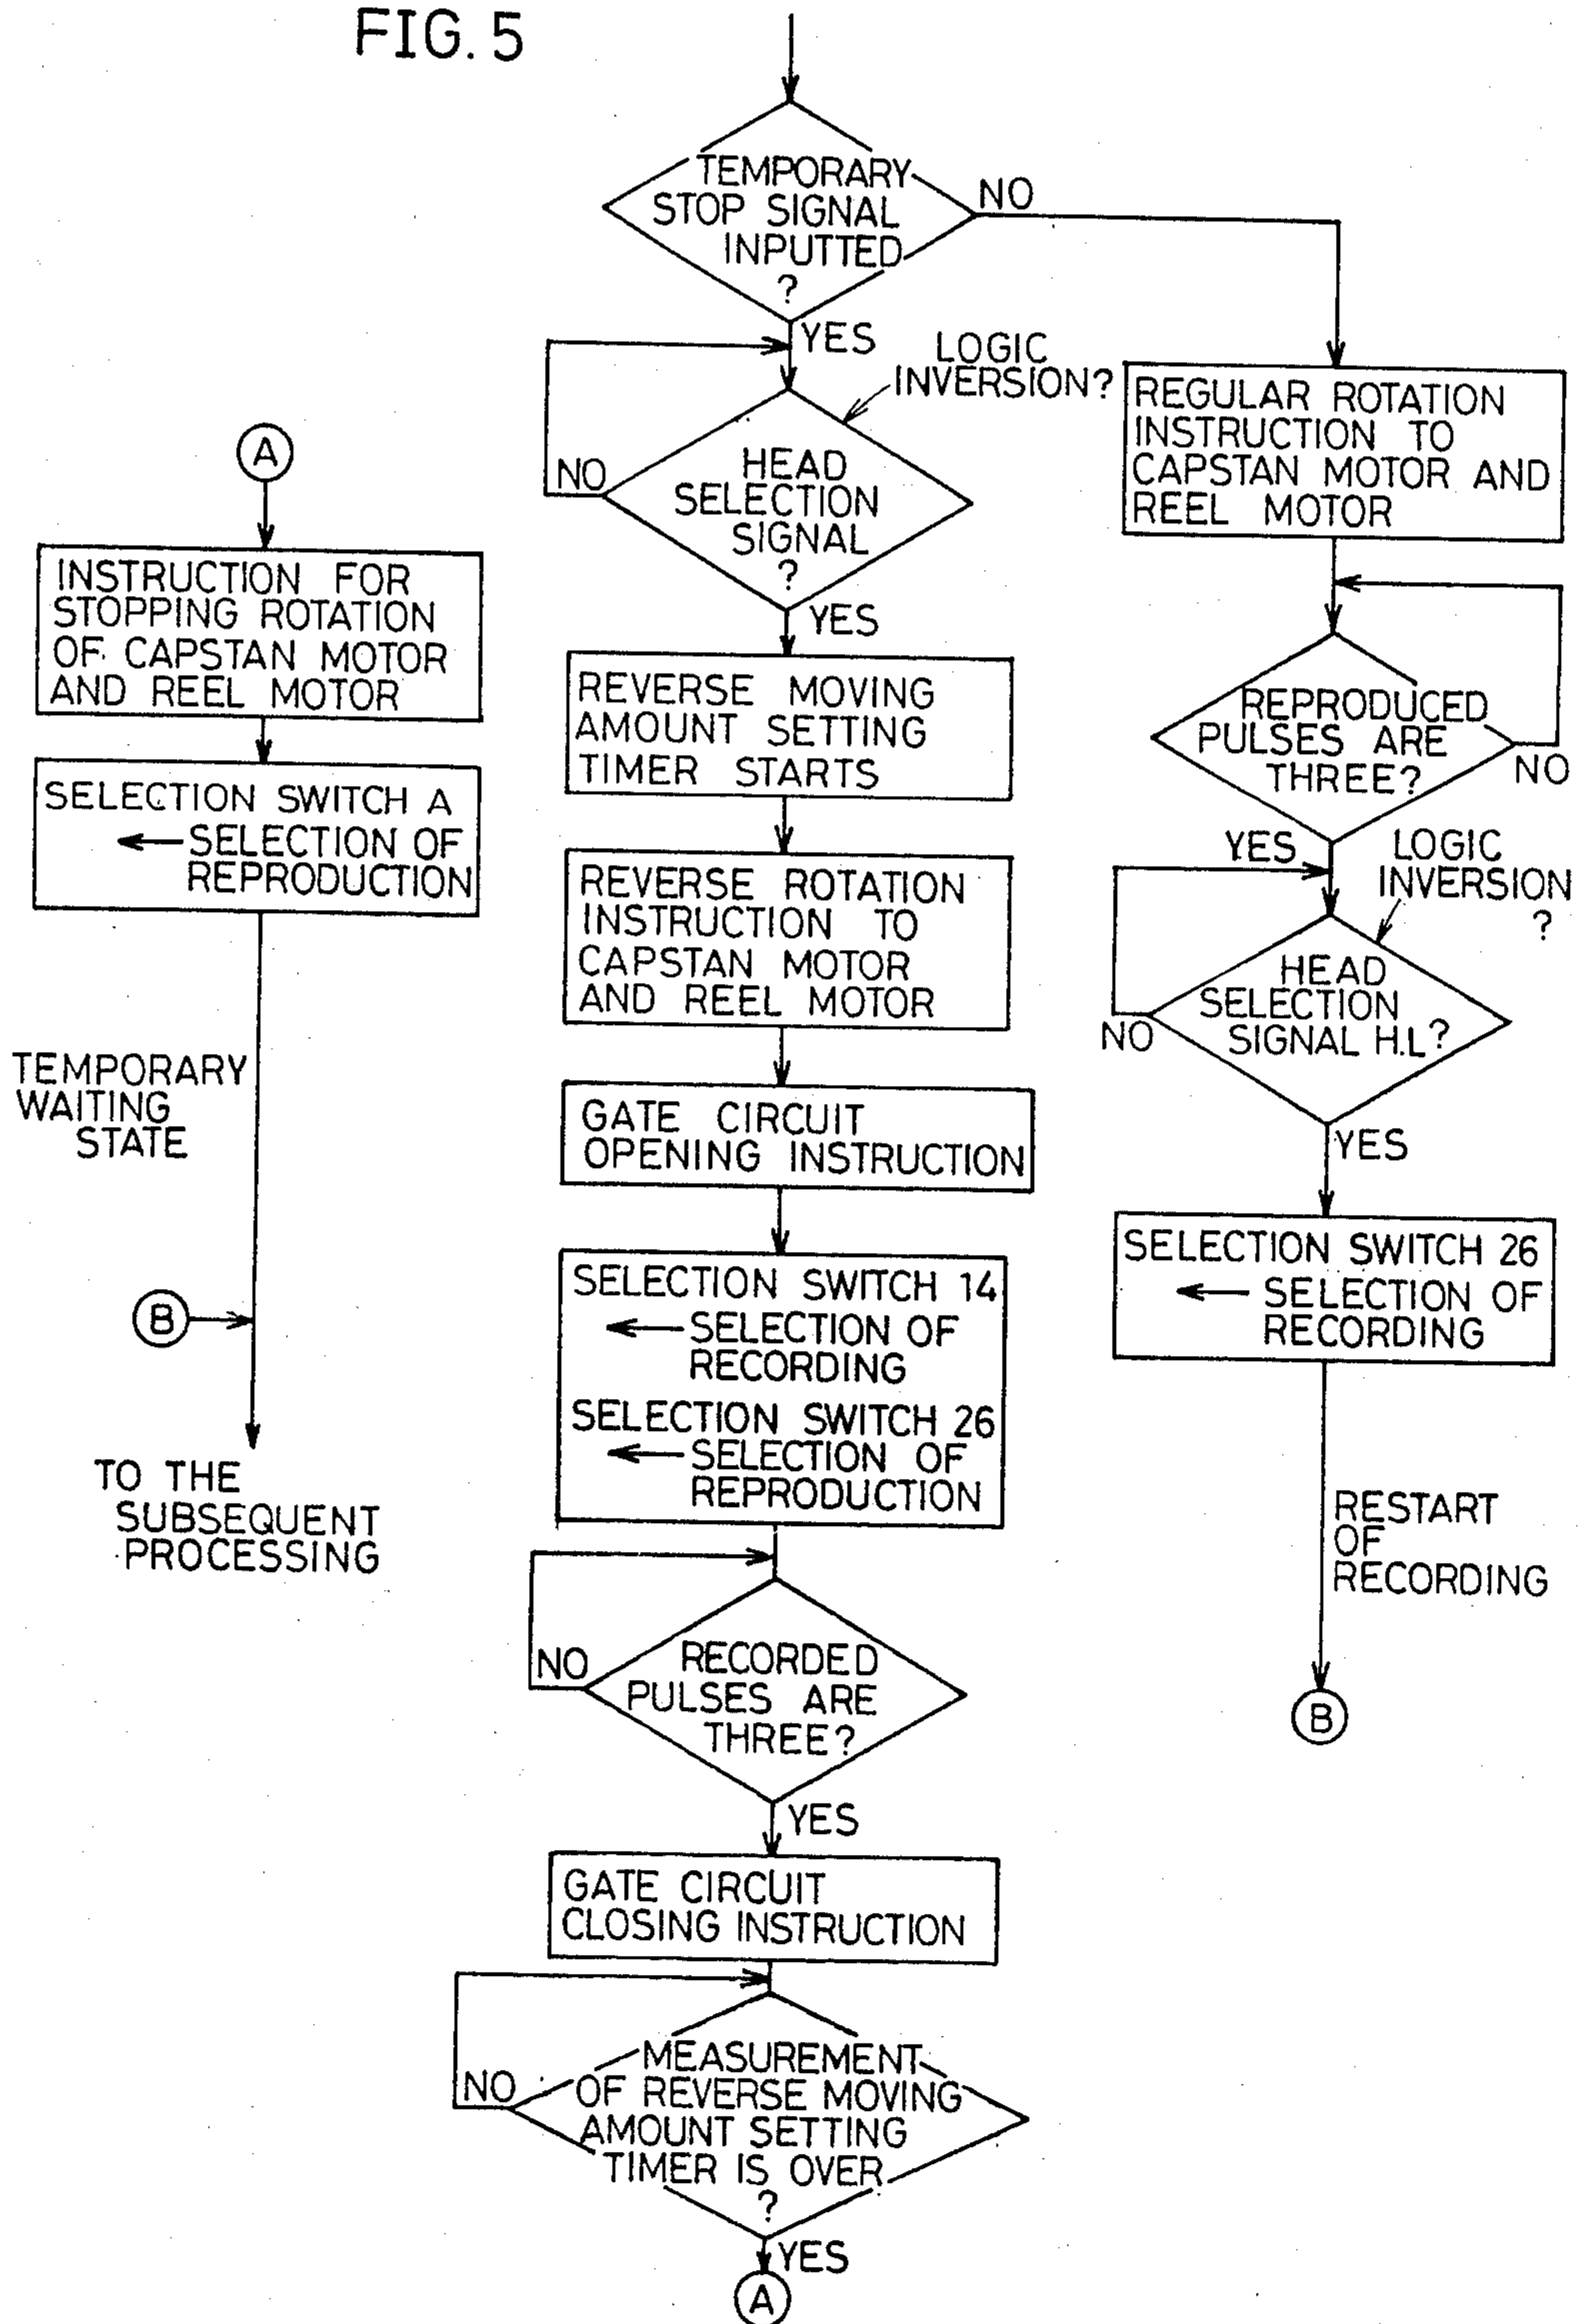 FIG. 5
TEMPORARY
STOP SIGNAL
INPUTTED
?
NO
YES
LOGIC
INVERSION?
HEAD
SELECTION
SIGNAL
?
NO
YES
REVERSE MOVING
AMOUNT SETTING
TIMER STARTS
REVERSE ROTATION
INSTRUCTION TO
CAPSTAN MOTOR
AND REEL MOTOR
GATE CIRCUIT
OPENING INSTRUCTION
SELECTION SWITCH 14
← SELECTION OF
RECORDING
SELECTION SWITCH 26
← SELECTION OF
REPRODUCTION
NO
RECORDED
PULSES ARE
THREE?
YES
GATE CIRCUIT
CLOSING INSTRUCTION
NO
MEASUREMENT
OF REVERSE MOVING
AMOUNT SETTING
TIMER IS OVER
?
YES
A
A
INSTRUCTION FOR
STOPPING ROTATION
OF CAPSTAN MOTOR
AND REEL MOTOR
SELECTION SWITCH A
← SELECTION OF
REPRODUCTION
TEMPORARY
WAITING
STATE
B
TO THE
SUBSEQUENT
PROCESSING
REGULAR ROTATION
INSTRUCTION TO
CAPSTAN MOTOR AND
REEL MOTOR
REPRODUCED
PULSES ARE
THREE?
NO
YES
LOGIC
INVERSION
?
HEAD
SELECTION
SIGNAL H.L?
NO
YES
SELECTION SWITCH 26
← SELECTION OF
RECORDING
RESTART
OF
RECORDING
B